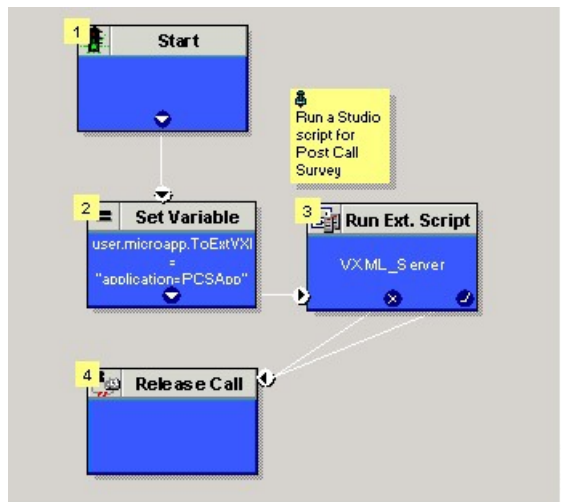 1
Start
Run a Studio
script for
Post Call
Survey
2
= Set Variable
user.microapp.ToExtVXI
=
"application=PCSApp"
3
Run Ext. Script
VXML_Server
4
Release Call